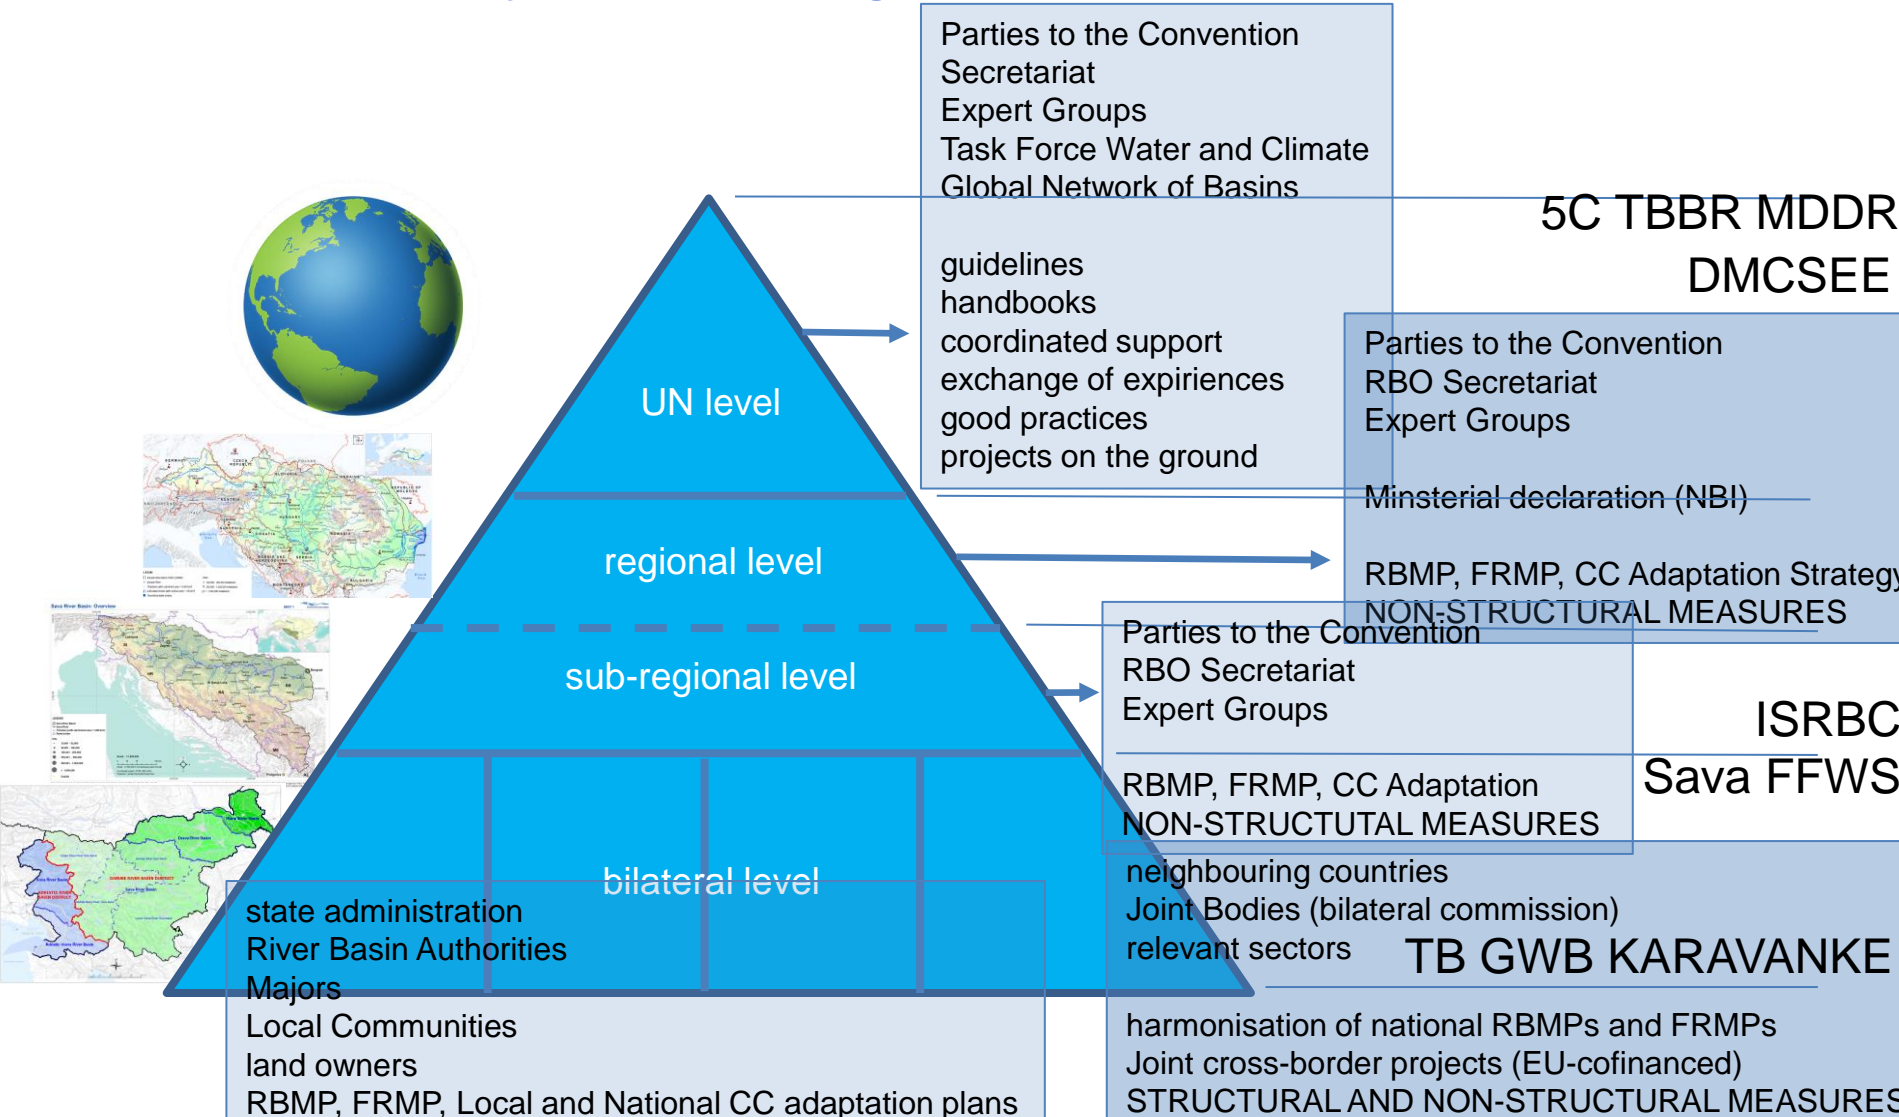 Parties to the Convention
Secretariat
Expert Groups
Task Force Water and Climate
Global Network of Basins
guidelines
handbooks
coordinated support
exchange of expiriences
good practices
projects on the ground
5C TBBR MDDR
DMCSEE
Parties to the Convention
RBO Secretariat
Expert Groups
Minsterial declaration (NBI)
RBMP, FRMP, CC Adaptation Strategy
NON-STRUCTURAL MEASURES
UN level
regional level
sub-regional level
bilateral level
Parties to the Convention
RBO Secretariat
Expert Groups
RBMP, FRMP, CC Adaptation
NON-STRUCTUTAL MEASURES
ISRBC
Sava FFWS
neighbouring countries
Joint Bodies (bilateral commission)
relevant sectors
TB GWB KARAVANKE
harmonisation of national RBMPs and FRMPs
Joint cross-border projects (EU-cofinanced)
STRUCTURAL AND NON-STRUCTURAL MEASURES
state administration
River Basin Authorities
Majors
Local Communities
land owners
RBMP, FRMP, Local and National CC adaptation plans
Sava River Basin: Overview